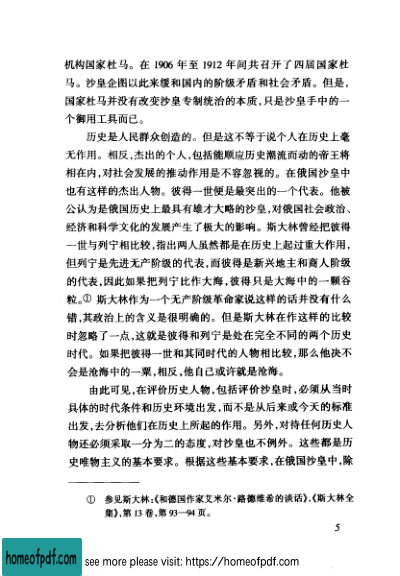 机构国家杜马。在 1906 年至 1912 年间共召开了四届国家杜
马。沙皇企图以此来缓和国内的阶级矛盾和社会矛盾。但是,
国家杜马并没有改变沙皇专制统治的本质,只是沙皇手中的一
个御用工具而已。
历史是人民群众创造的。但是这不等于说个人在历史上毫
无作用。相反,杰出的个人,包括能顺应历史潮流而动的帝王将
相在内,对社会发展的推动作用是不容忽视的。在俄国沙皇中
也有这样的杰出人物。彼得一世便是最突出的一个代表。他被
公认为是俄国历史上最具有雄才大略的沙皇,对俄国社会政治、
经济和科学文化的发展产生了极大的影响。斯大林曾经把彼得
一世与列宁相比较,指出两人虽然都是在历史上起过重大作用,
但列宁是先进无产阶级的代表,而彼得是新兴地主和商人阶级
的代表,因此如果把列宁比作大海,彼得只是大海中的一颗谷
粒。① 斯大林作为一个无产阶级革命家说这样的话并没有什么
错,其政治上的含义是很明确的。但是斯大林在作这样的比较
时忽略了一点,这就是彼得和列宁是处在完全不同的两个历史
时代。如果把彼得一世和其同时代的人物相比较,那么他决不
会是沧海中的一粟,相反,他自己或许就是沧海。
由此可见,在评价历史人物,包括评价沙皇时,必须从当时
具体的时代条件和历史环境出发,而不是从后来或今天的标准
出发,去分析他们在历史上所起的作用。另外,对待任何历史人
物还必须采取一分为二的态度,对沙皇也不例外。这些都是历
史唯物主义的基本要求。根据这些基本要求,在俄国沙皇中,除
① 参见斯大林:《和德国作家艾米尔·路德维希的谈话》,《斯大林全
集》,第 13 卷,第 93—94 页。
5
homeofpdf.com
see more please visit: https://homeofpdf.com